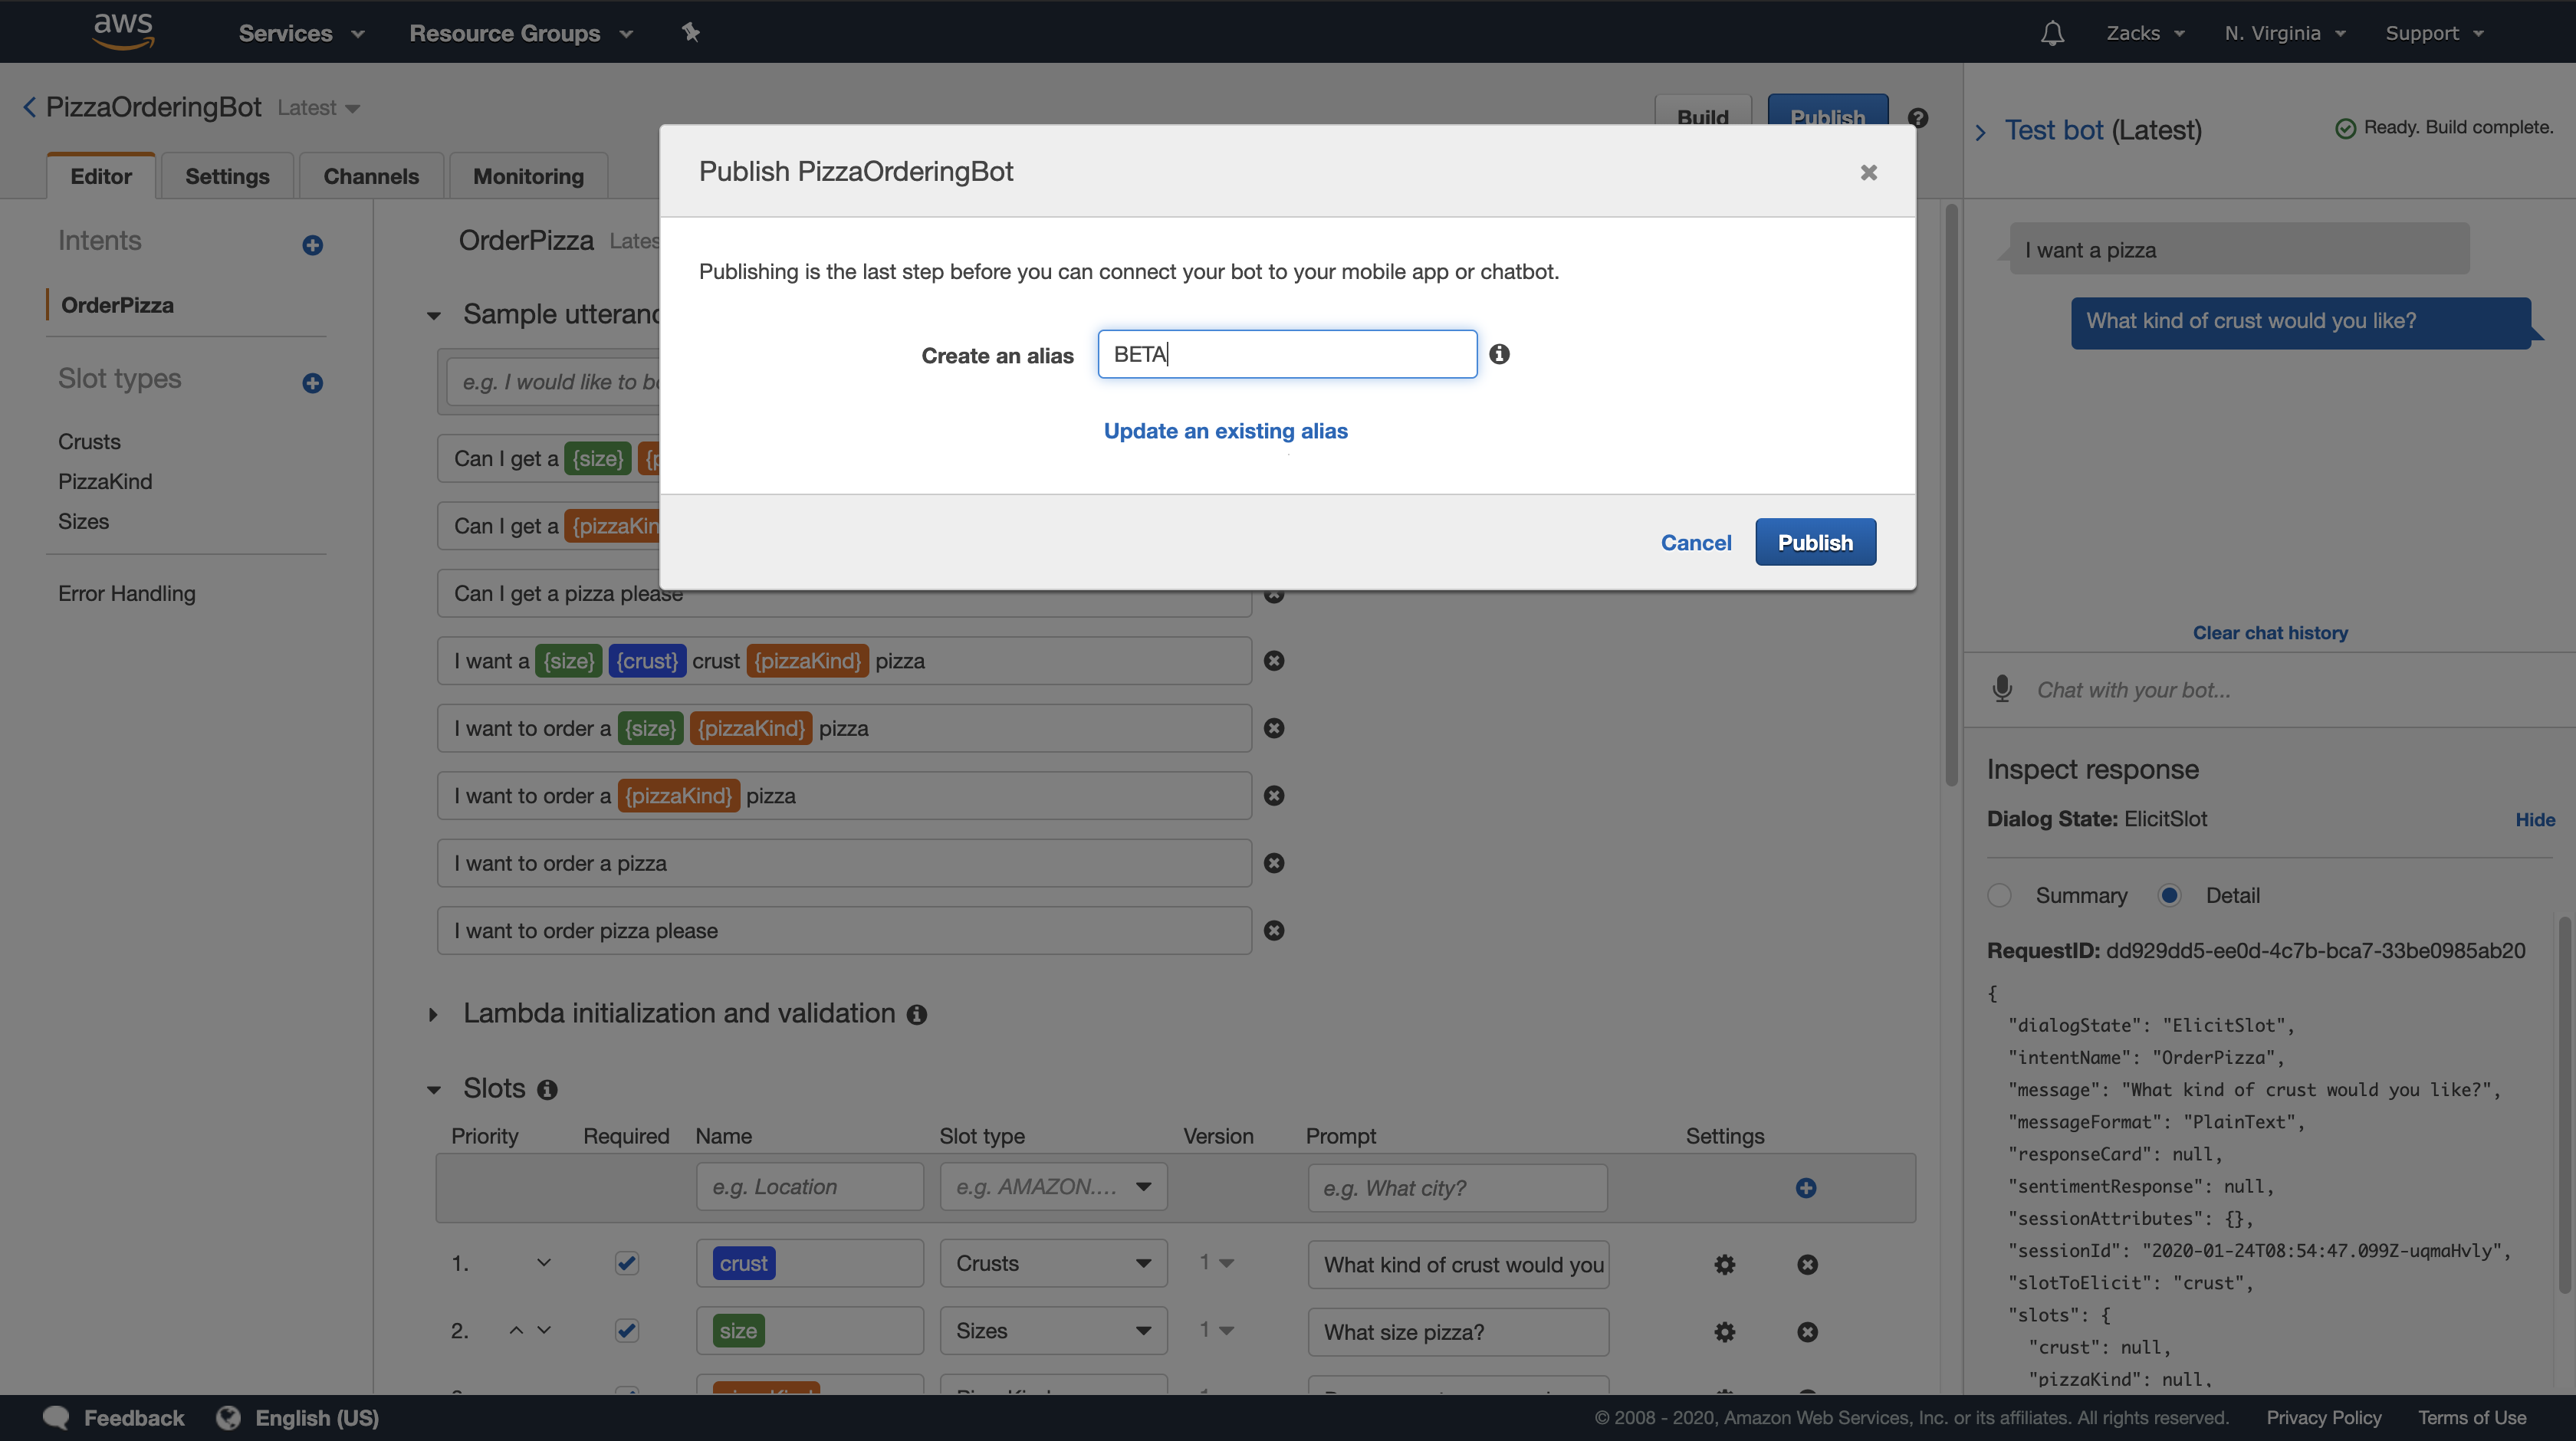 aws Services Resource Groups Zacks N. Virginia Support
PizzaOrderingBot Latest
Build Publish
Editor Settings Channels Monitoring
Intents
OrderPizza
Slot types
Crusts
PizzaKind
Sizes
Error Handling
OrderPizza
Sample
e.g. I would like to
Can I get a {size}
Can I get a
Can I get a pizza please
I want a {size} {crust} crust {pizzaKind} pizza
I want to order a {size} {pizzaKind} pizza
I want to order a {pizzaKind} pizza
I want to order a pizza
I want to order pizza please
Lambda initialization and validation
Slots
Priority Required Name Slot type Version Prompt Settings
e.g. Location e.g. AMAZON.... e.g. What city?
1. crust Crusts 1 What kind of crust would you
2. size Sizes 1 What size pizza?
Publish PizzaOrderingBot
Publishing is the last step before you can connect your bot to your mobile app or chatbot.
Create an alias BETA
Update an existing alias
Cancel Publish
Test bot (Latest) Ready. Build complete.
I want a pizza
What kind of crust would you like?
Clear chat history
Chat with your bot...
Inspect response
Dialog State: ElicitSlot Hide
Summary Detail
RequestID: dd929dd5-ee0d-4c7b-bca7-33be0985ab20
{
"dialogState": "ElicitSlot",
"intentName": "OrderPizza",
"message": "What kind of crust would you like?",
"messageFormat": "PlainText",
"responseCard": null,
"sentimentResponse": null,
"sessionAttributes": {},
"sessionId": "2020-01-24T08:54:47.099Z-uqmaHvly",
"slotToElicit": "crust",
"slots": {
"crust": null,
"pizzaKind": null,
Feedback English (US) © 2008 - 2020, Amazon Web Services, Inc. or its affiliates. All rights reserved. Privacy Policy Terms of Use